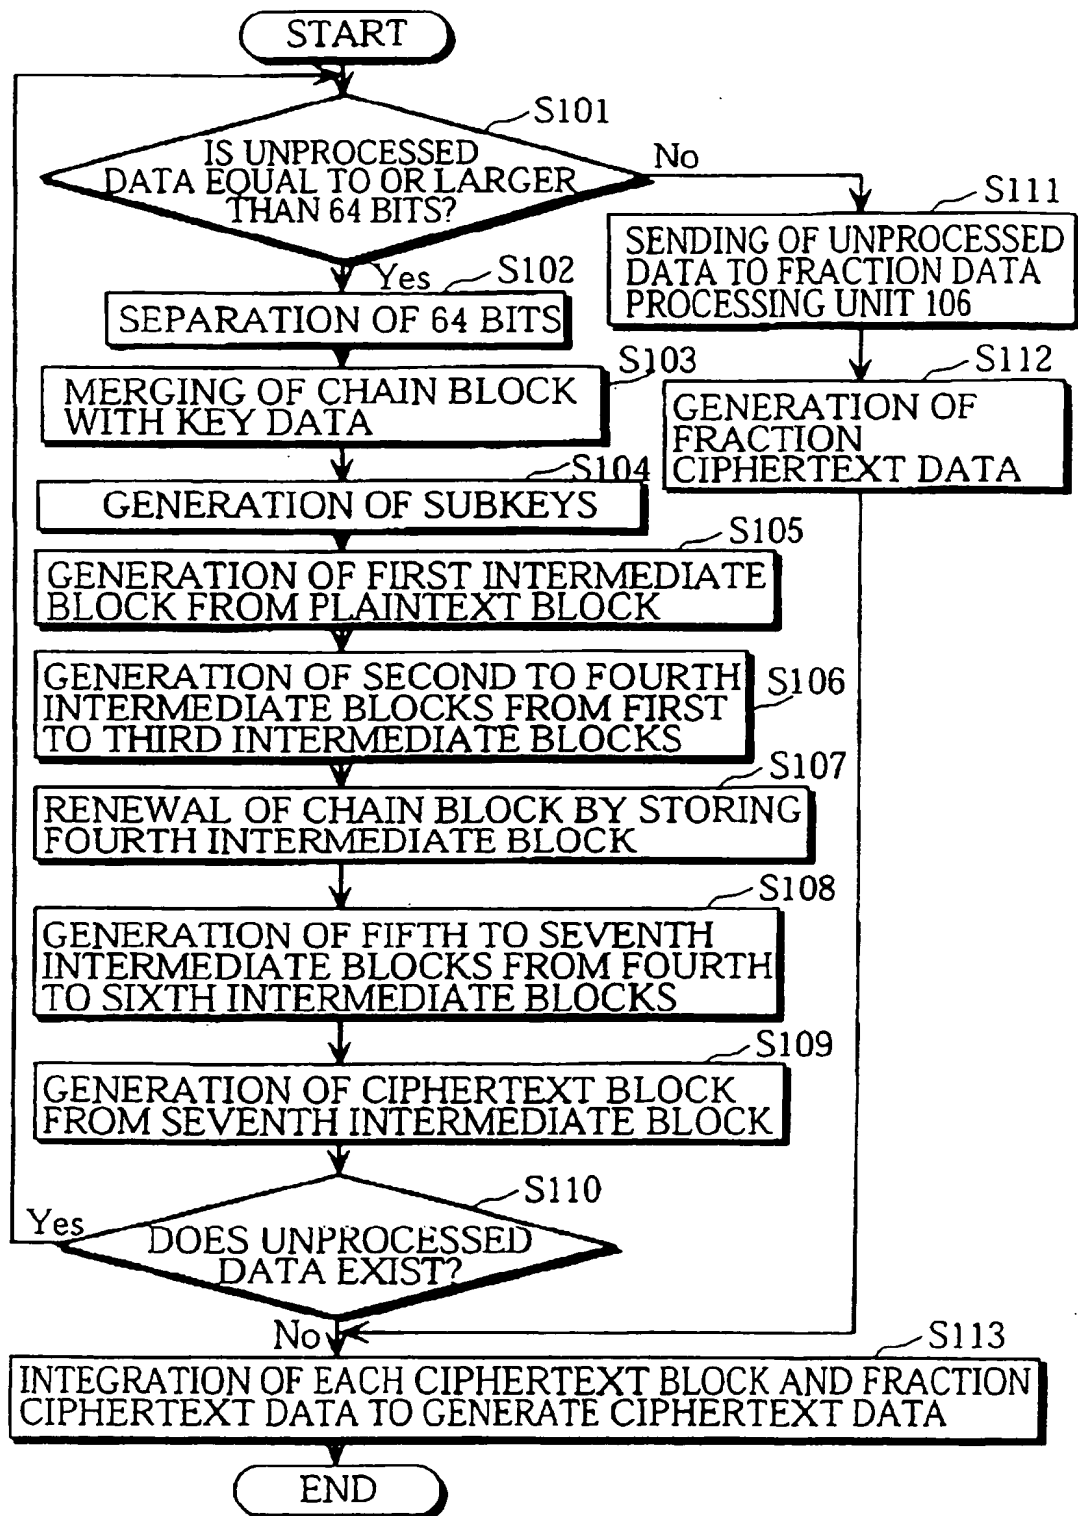 START
S101
IS UNPROCESSED
DATA EQUAL TO OR LARGER
THAN 64 BITS?
No
Yes
S102
SEPARATION OF 64 BITS
S103
MERGING OF CHAIN BLOCK
WITH KEY DATA
S104
GENERATION OF SUBKEYS
S105
GENERATION OF FIRST INTERMEDIATE
BLOCK FROM PLAINTEXT BLOCK
S106
GENERATION OF SECOND TO FOURTH
INTERMEDIATE BLOCKS FROM FIRST
TO THIRD INTERMEDIATE BLOCKS
S107
RENEWAL OF CHAIN BLOCK BY STORING
FOURTH INTERMEDIATE BLOCK
S108
GENERATION OF FIFTH TO SEVENTH
INTERMEDIATE BLOCKS FROM FOURTH
TO SIXTH INTERMEDIATE BLOCKS
S109
GENERATION OF CIPHERTEXT BLOCK
FROM SEVENTH INTERMEDIATE BLOCK
S110
Yes
DOES UNPROCESSED
DATA EXIST?
No
S111
SENDING OF UNPROCESSED
DATA TO FRACTION DATA
PROCESSING UNIT 106
S112
GENERATION OF
FRACTION
CIPHERTEXT DATA
S113
INTEGRATION OF EACH CIPHERTEXT BLOCK AND FRACTION
CIPHERTEXT DATA TO GENERATE CIPHERTEXT DATA
END